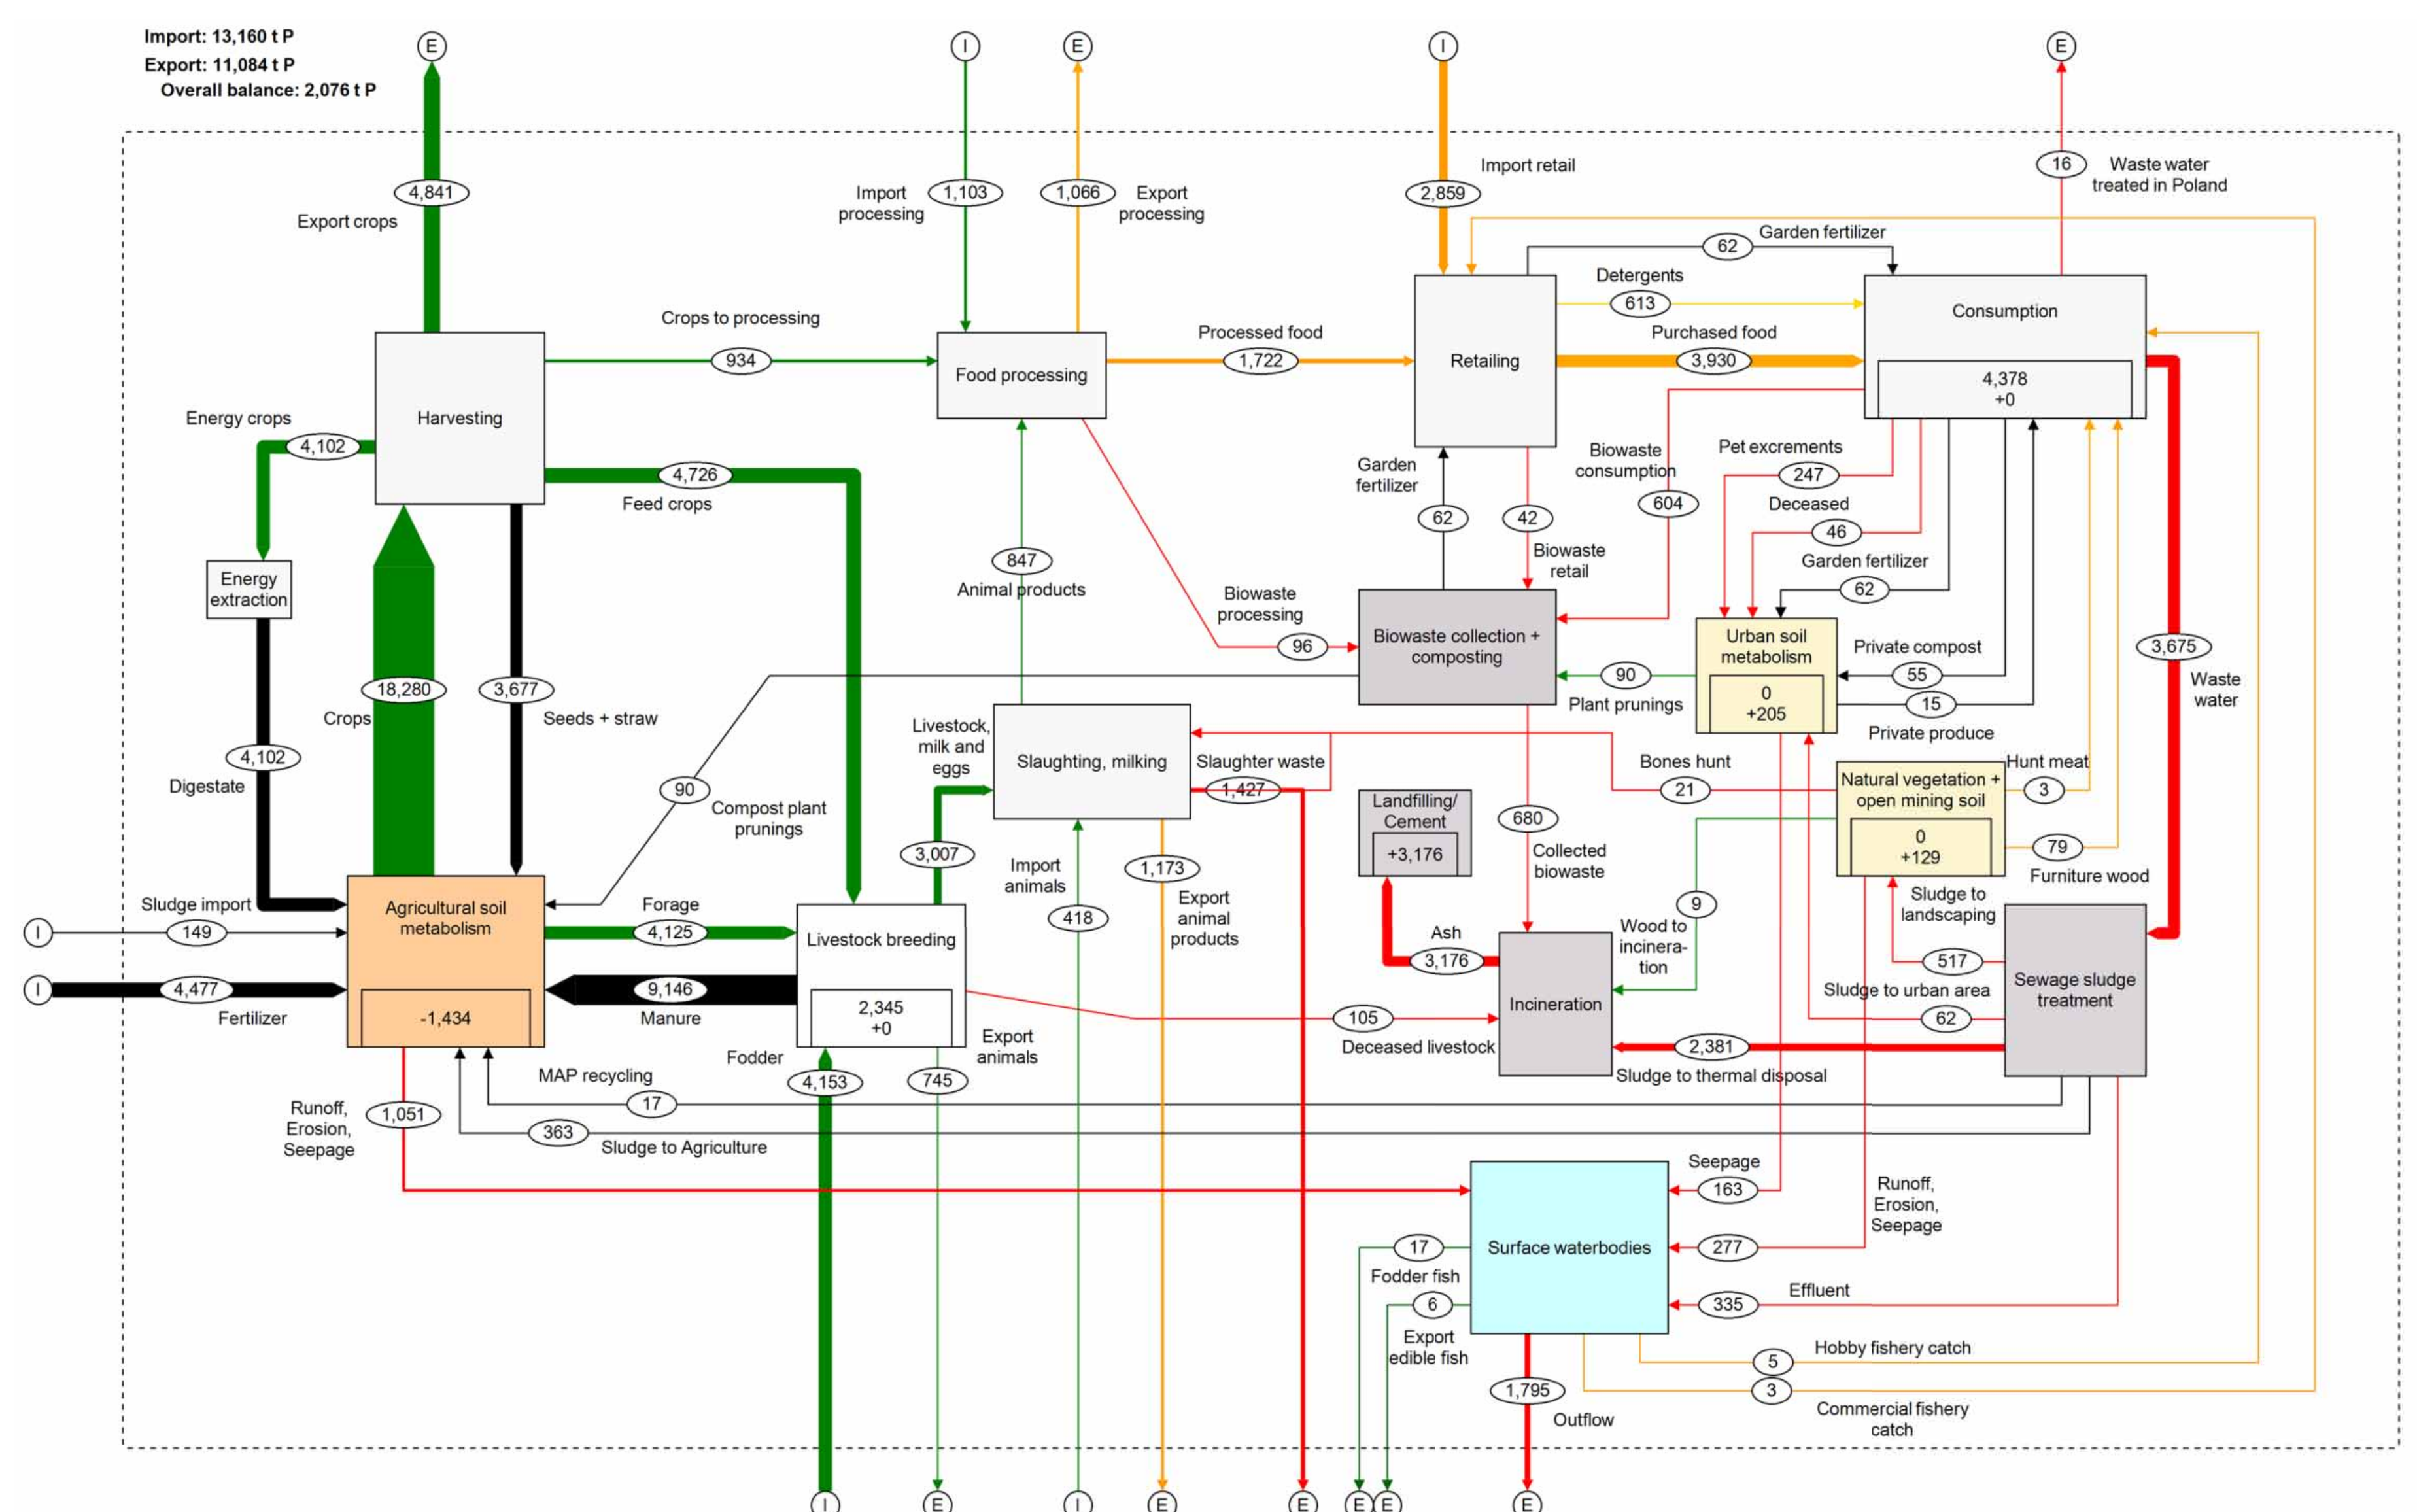 Import: 13,160 t P
Export: 11,084 t P
Overall balance: 2,076 t P
E
I
E
I
E
4,841
Export crops
Import
processing
1,103
1,066
Export
processing
Import retail
2,859
16
Waste water
treated in Poland
62
Garden fertilizer
Detergents
613
Crops to processing
934
Food processing
Processed food
1,722
Retailing
Purchased food
3,930
Consumption
4,378
+0
Energy crops
4,102
Harvesting
4,726
Feed crops
Garden
fertilizer
62
42
Biowaste
retail
Biowaste
consumption
604
Pet excrements
247
Deceased
46
Garden fertilizer
62
Energy
extraction
847
Animal products
Biowaste
processing
96
Biowaste collection +
composting
90
Plant prunings
Urban soil
metabolism
0
+205
Private compost
55
15
Private produce
3,675
Waste
water
18,280
Crops
3,677
Seeds + straw
4,102
Digestate
90
Compost plant
prunings
Livestock,
milk and
eggs
3,007
Slaughting, milking
Slaughter waste
1,427
Import
animals
418
1,173
Export
animal
products
Landfilling/
Cement
+3,176
680
Collected
biowaste
Bones hunt
21
Natural vegetation +
open mining soil
0
+129
Hunt meat
3
79
Furniture wood
Sludge to
landscaping
517
9
Wood to
incinera-
tion
Ash
3,176
Incineration
Sludge to urban area
62
Sewage sludge
treatment
2,381
Sludge to thermal disposal
Sludge import
I
149
I
4,477
Fertilizer
Agricultural soil
metabolism
-1,434
Forage
4,125
9,146
Manure
Livestock breeding
2,345
+0
Export
animals
745
Fodder
4,153
105
Deceased livestock
MAP recycling
17
363
Sludge to Agriculture
Runoff,
Erosion,
Seepage
1,051
Surface waterbodies
Seepage
163
277
Runoff,
Erosion,
Seepage
Effluent
335
17
Fodder fish
6
Export
edible fish
1,795
Outflow
5
Hobby fishery catch
3
Commercial fishery
catch
I
E
I
E
E
E
E
E